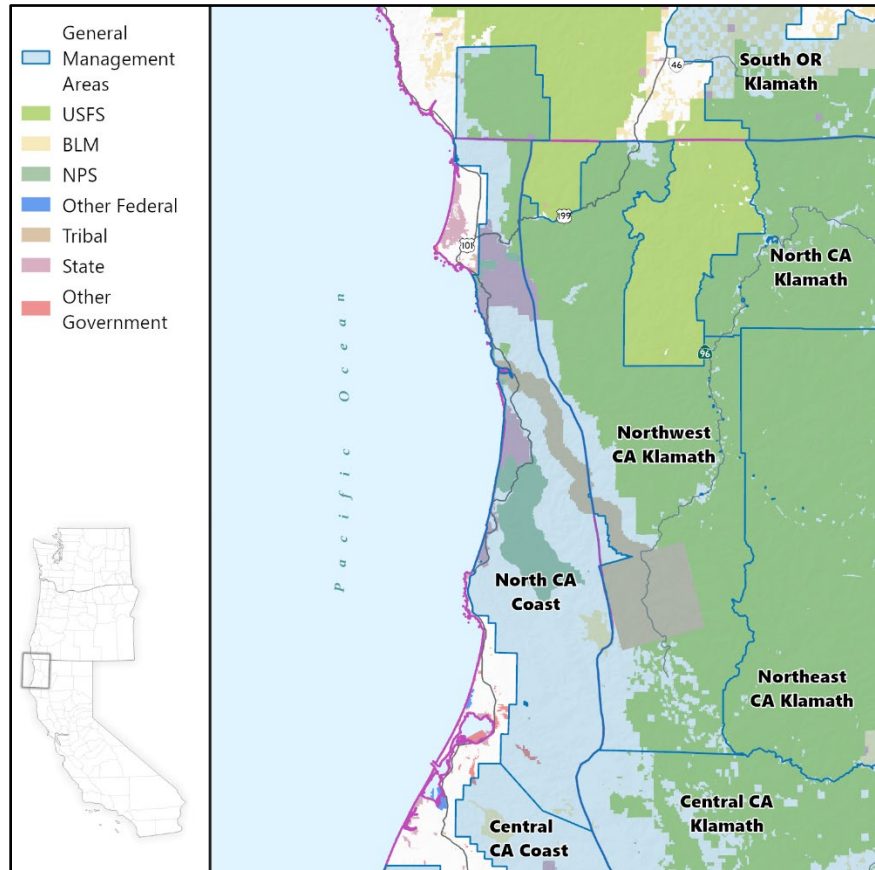 General
Management
Areas
USFS
BLM
NPS
Other Federal
Tribal
State
Other
Government
Pacific Ocean
46
South OR
Klamath
199
101
North CA
Klamath
96
Northwest
CA Klamath
North CA
Coast
Northeast
CA Klamath
Central CA
Klamath
Central
CA Coast